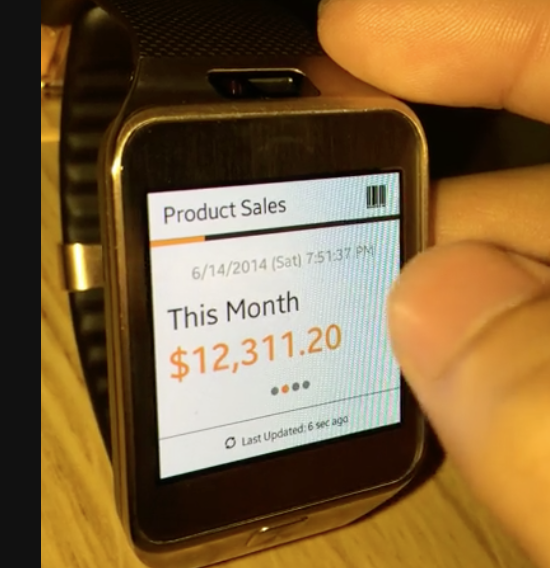 Product Sales
6/14/2014 (Sat) 7:51:37 PM
This Month
$12,311.20
Last Updated: 6 sec ago